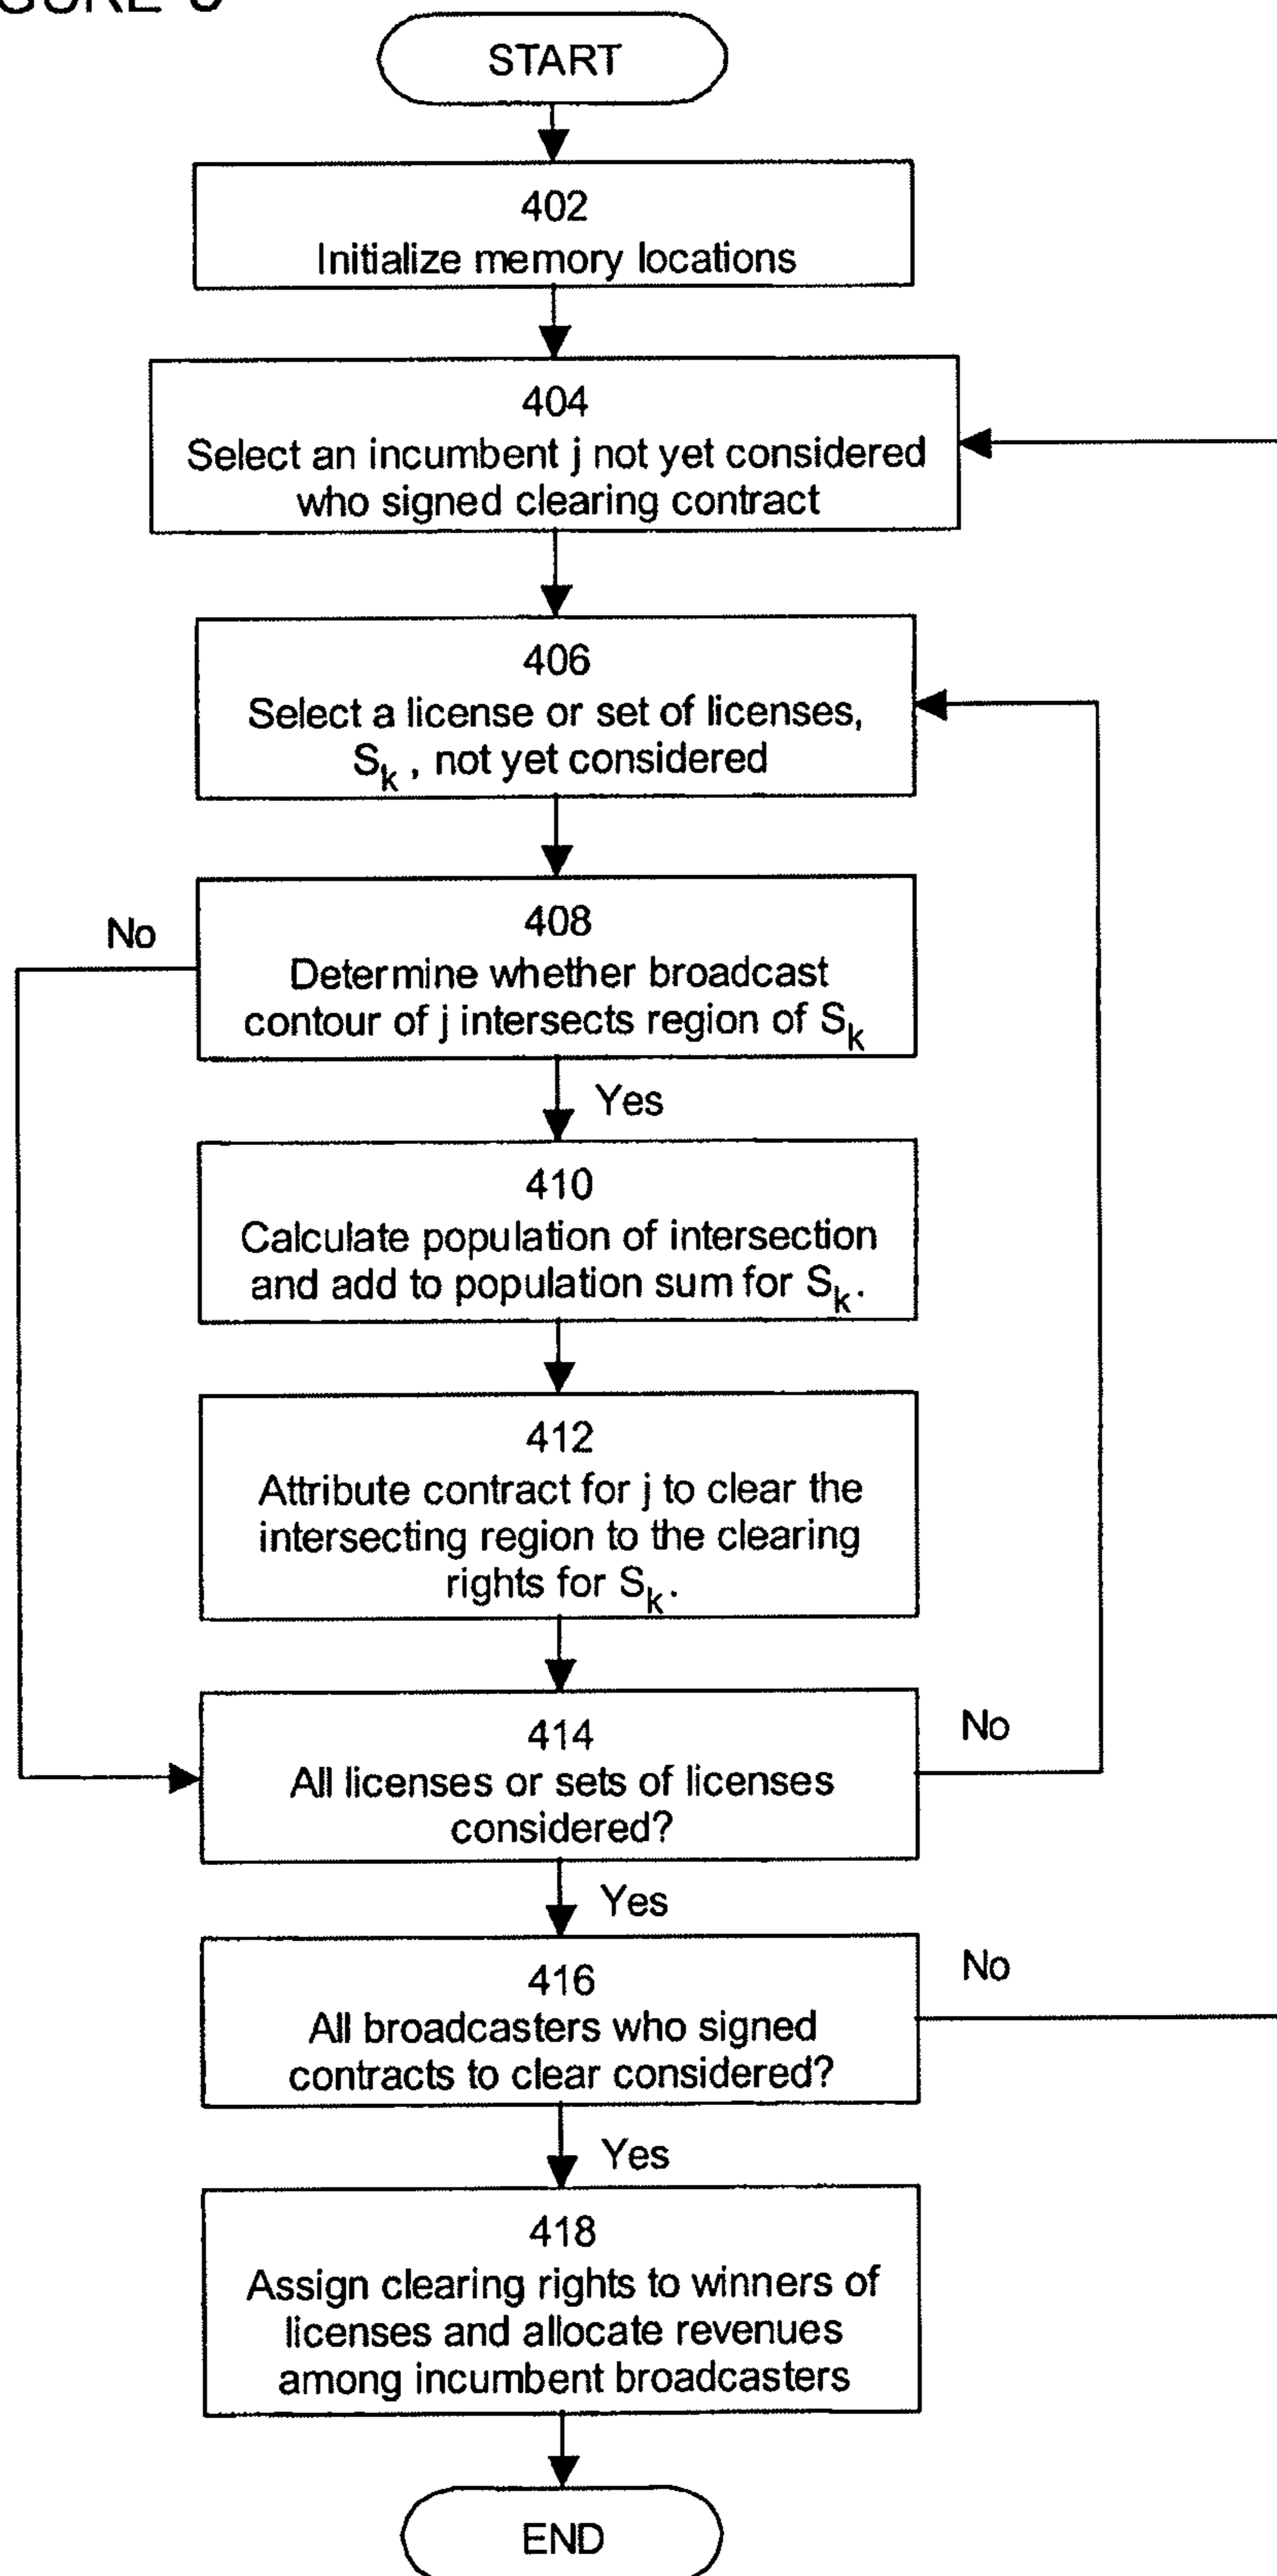 START
402
Initialize memory locations
404
Select an incumbent j not yet considered
who signed clearing contract
406
Select a license or set of licenses,
Sk , not yet considered
No
408
Determine whether broadcast
contour of j intersects region of Sk
Yes
410
Calculate population of intersection
and add to population sum for Sk.
412
Attribute contract for j to clear the
intersecting region to the clearing
rights for Sk.
414
All licenses or sets of licenses
considered?
No
Yes
416
All broadcasters who signed
contracts to clear considered?
No
Yes
418
Assign clearing rights to winners of
licenses and allocate revenues
among incumbent broadcasters
END